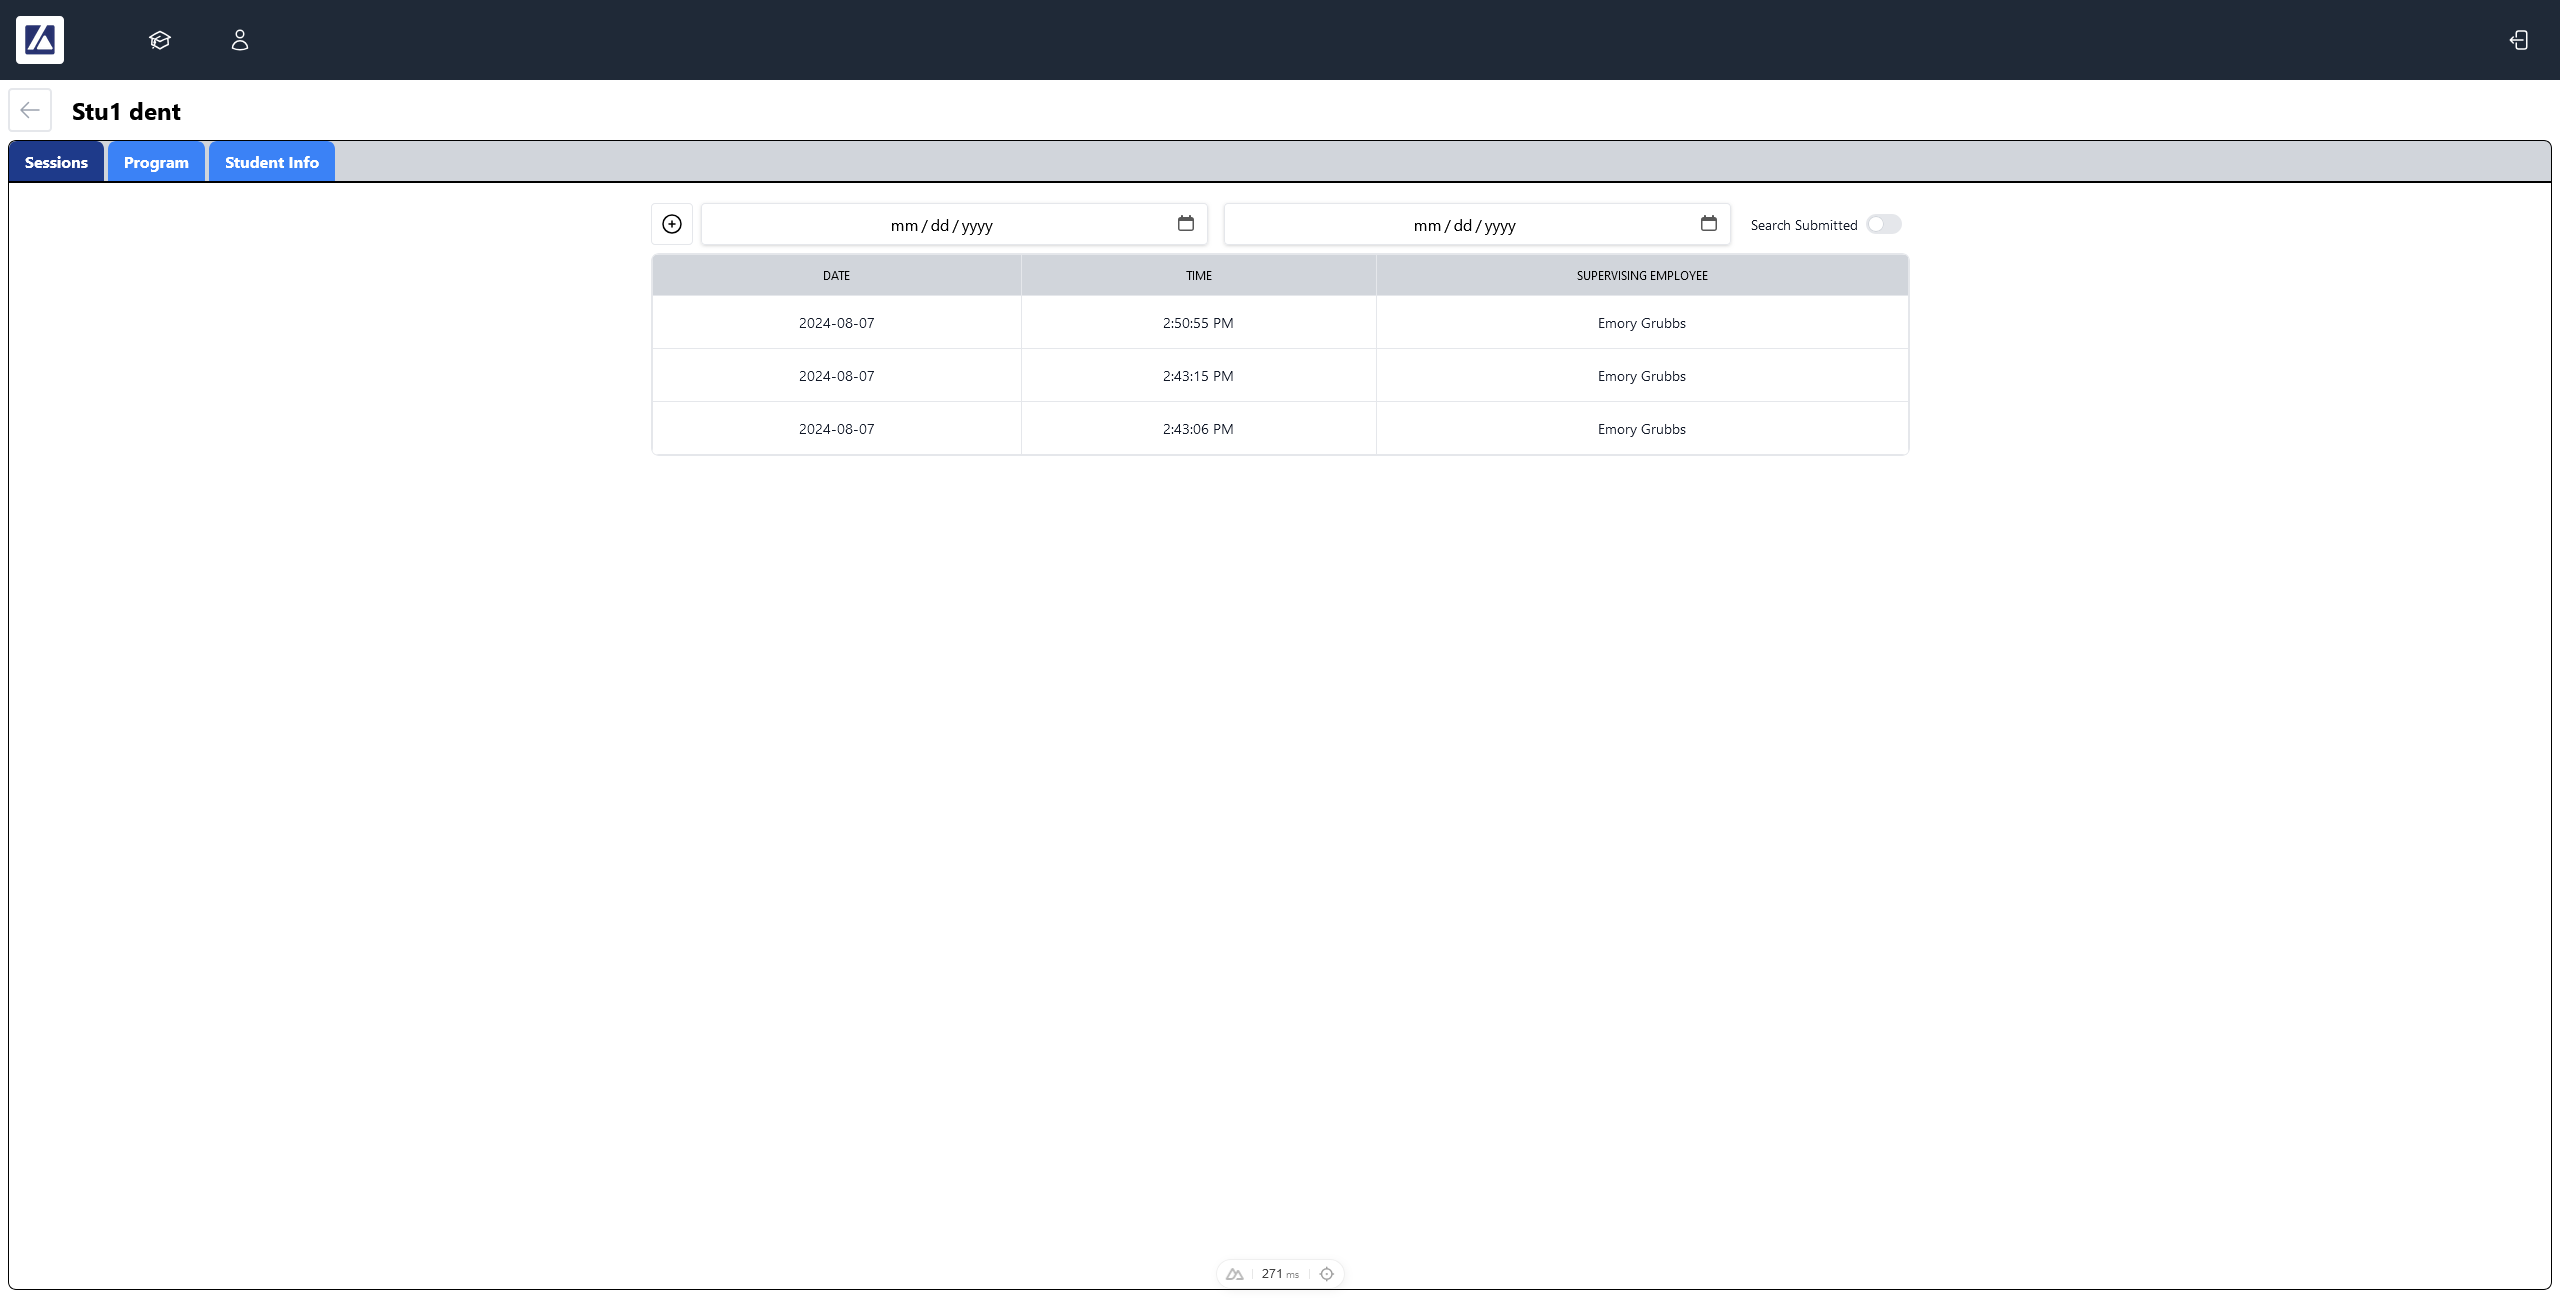 Stu1 dent
Sessions Program Student Info
mm/dd/yyyy mm/dd/yyyy Search Submitted
DATE TIME SUPERVISING EMPLOYEE
2024-08-07 2:50:55 PM Emory Grubbs
2024-08-07 2:43:15 PM Emory Grubbs
2024-08-07 2:43:06 PM Emory Grubbs
271 ms